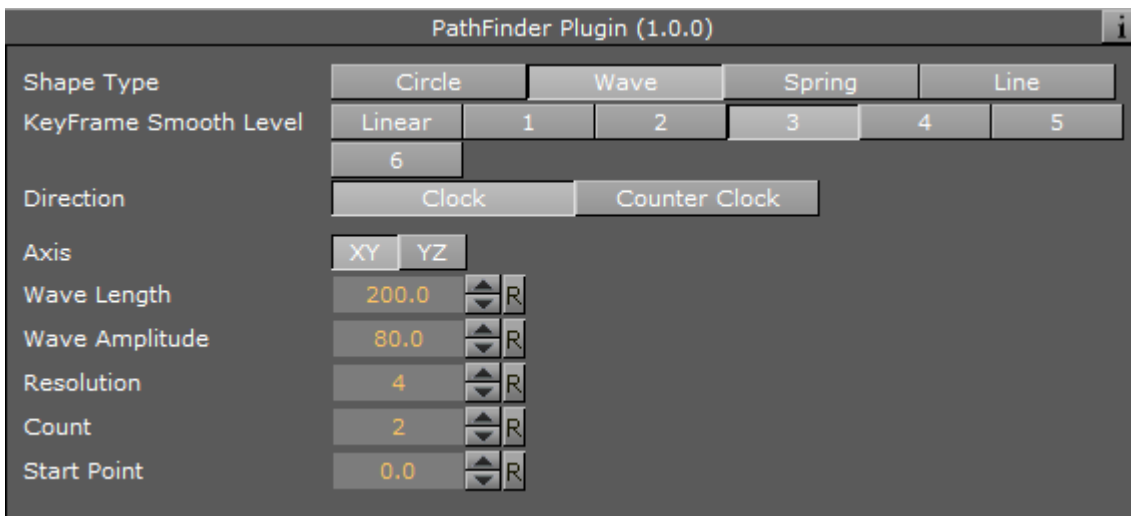 PathFinder Plugin (1.0.0) i
Shape Type Circle Wave Spring Line
KeyFrame Smooth Level Linear 1 2 3 4 5
6
Direction Clock Counter Clock
Axis XY YZ
Wave Length 200.0 R
Wave Amplitude 80.0 R
Resolution 4 R
Count 2 R
Start Point 0.0 R